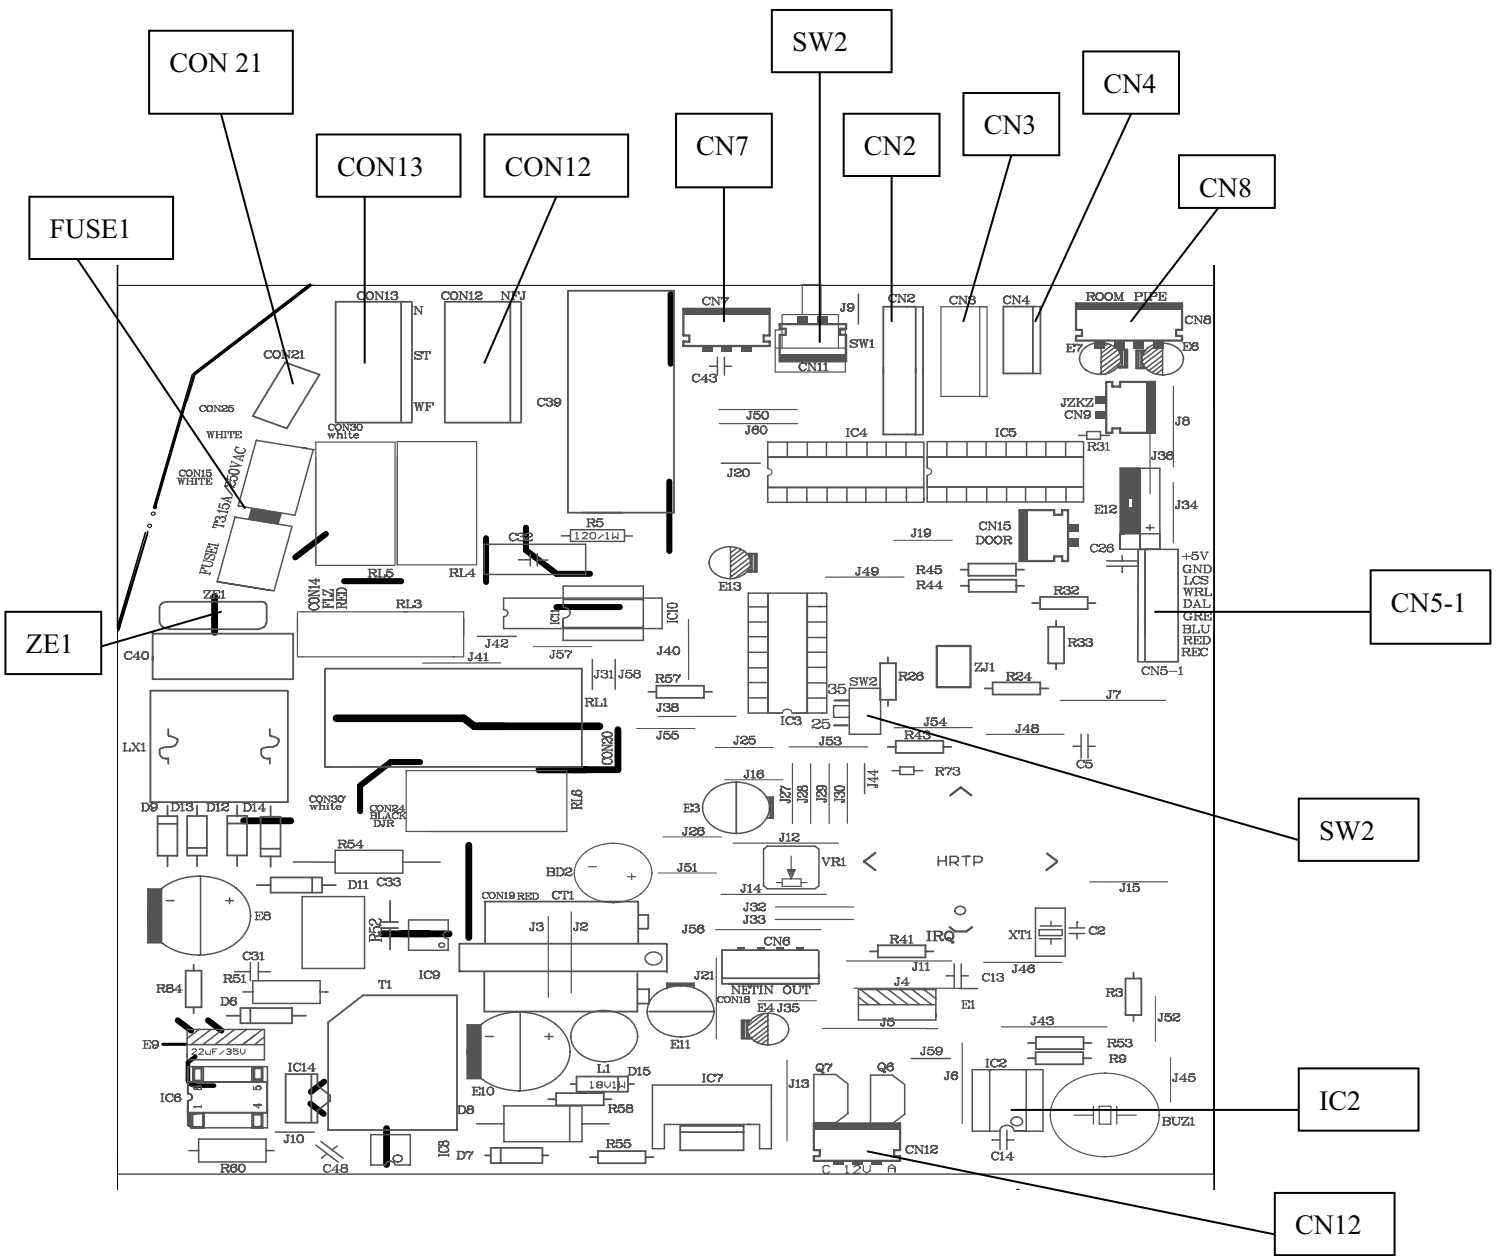 SW2
CON 21
CN4
CN3
CON13
CON12
CN7
CN2
CN8
FUSE1
CON13
N
CON12
NFJ
CN7
J9
CN2
CN3
CN4
ROOM PIPE
CN8
SW1
E7
E6
ST
CON21
CN11
C43
CON25
WF
C39
JZKZ
CN9
J8
J50
J60
CON30
white
WHITE
IC4
IC5
R31
J36
J20
CON15
WHITE
T3.15A/250VAC
FUSE1
R5
120/1W
CN15
DOOR
E12
J34
+
J19
C32
C26
+5V
GND
LCS
WRL
DAL
GRE
BLU
RED
REC
CN5-1
CN5-1
RL5
RL4
E13
J49
R45
R44
R32
ZE1
CON14
FLZ
RED
RL3
IC11
IC10
ZE1
C40
J42
J57
J40
R33
J41
J31
J58
R57
SW2
R26
ZJ1
R24
RL1
35
25
IC3
J7
J38
J55
J54
J48
LX1
CON20
J25
J53
R43
C5
J16
J44
R73
CON30'
white
CON24
BLACK
DJR
RL6
E3
J27
J28
J29
J30
D9
D13
D12
D14
SW2
J26
J12
R54
BD2
-
+
J51
VR1
HRTP
D11
C33
J14
J15
CON19
RED
CT1
-
+
E8
R52
J3
J2
J32
J33
J56
IRQ
XT1
C2
CN6
R41
J11
J46
C31
IC9
R51
R84
T1
J21
NETIN OUT
CON18
J4
C13
E1
R3
D6
E4
J35
J5
J43
J52
E9
22uF/35V
-
+
E11
R53
R9
J59
L1
D15
18V1W
IC14
E10
IC7
J13
Q7
Q6
J6
IC2
J45
IC2
IC6
8
5
1
4
R58
D8
BUZ1
J10
IC8
D7
R55
C14
R60
C48
CN12
C 12V A
CN12